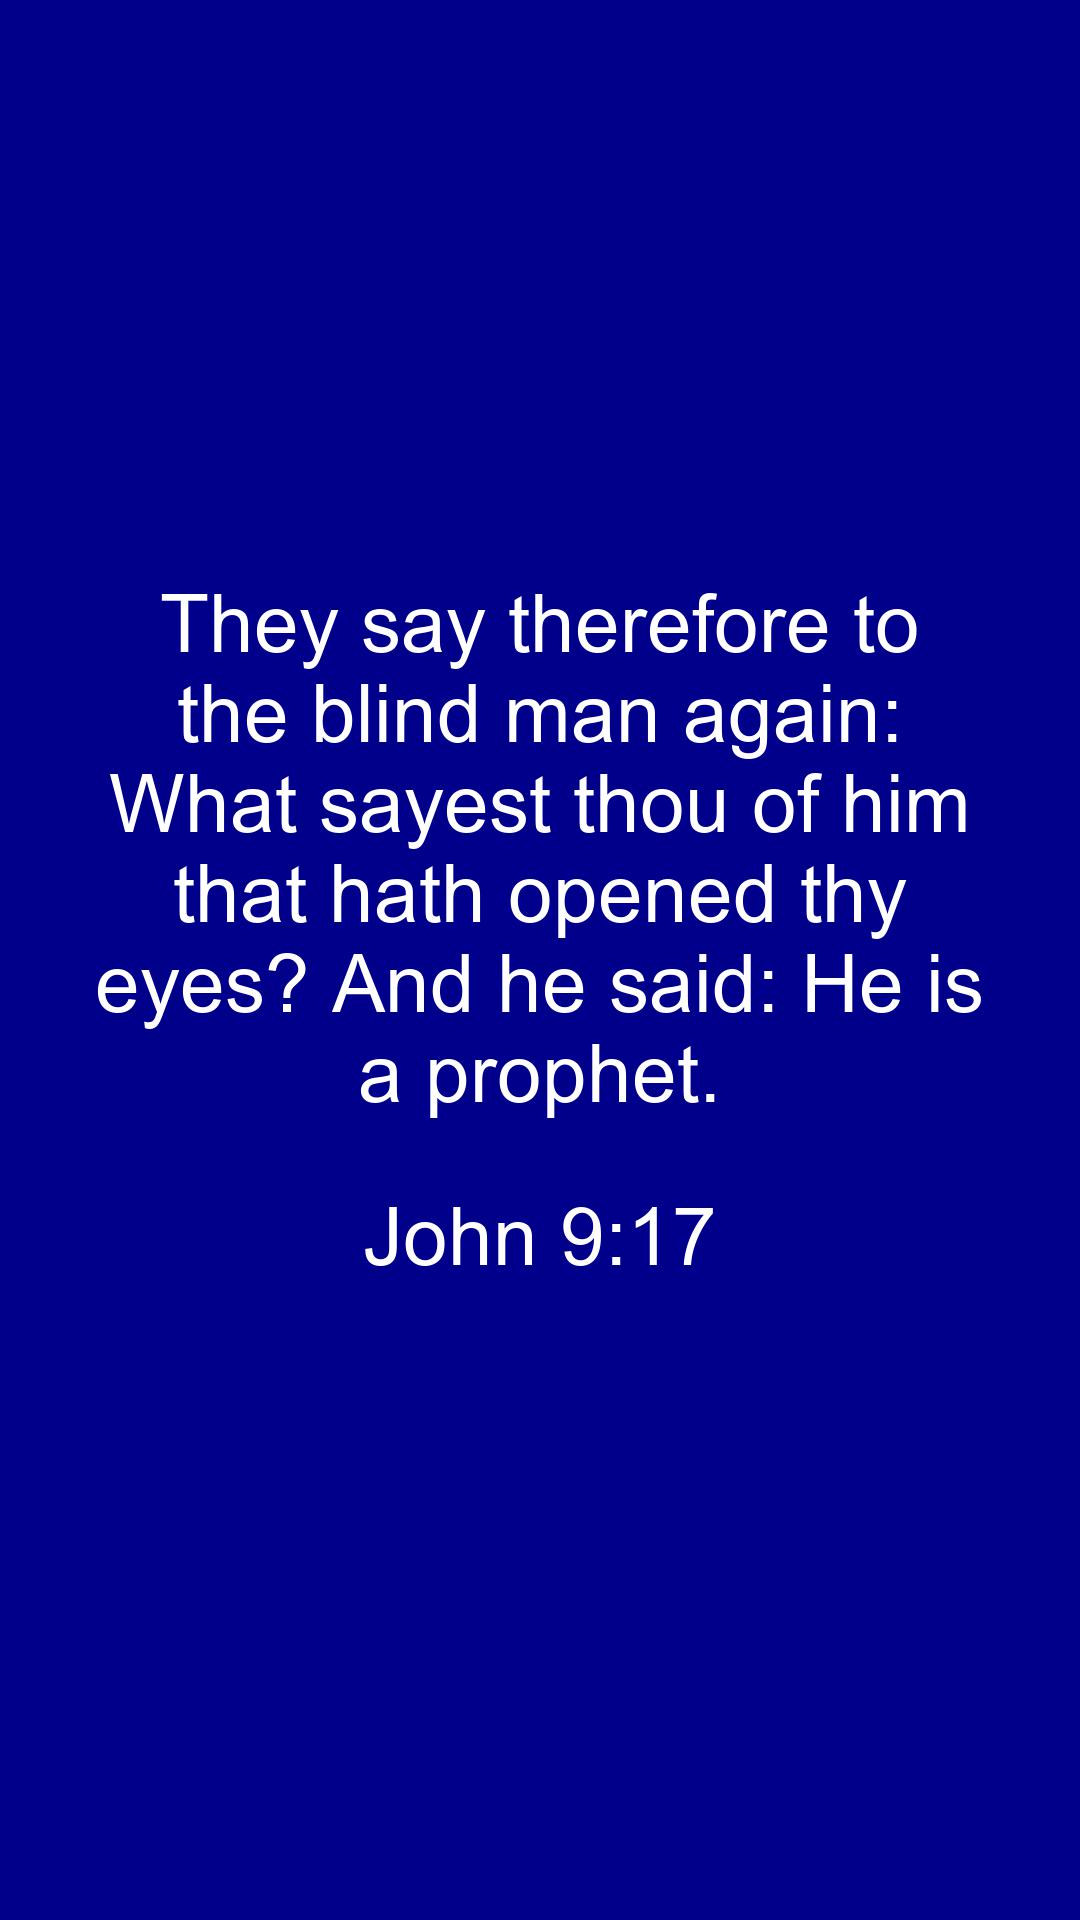 They say therefore to
the blind man again:
What sayest thou of him
that hath opened thy
eyes? And he said: He is
a prophet.
John 9:17